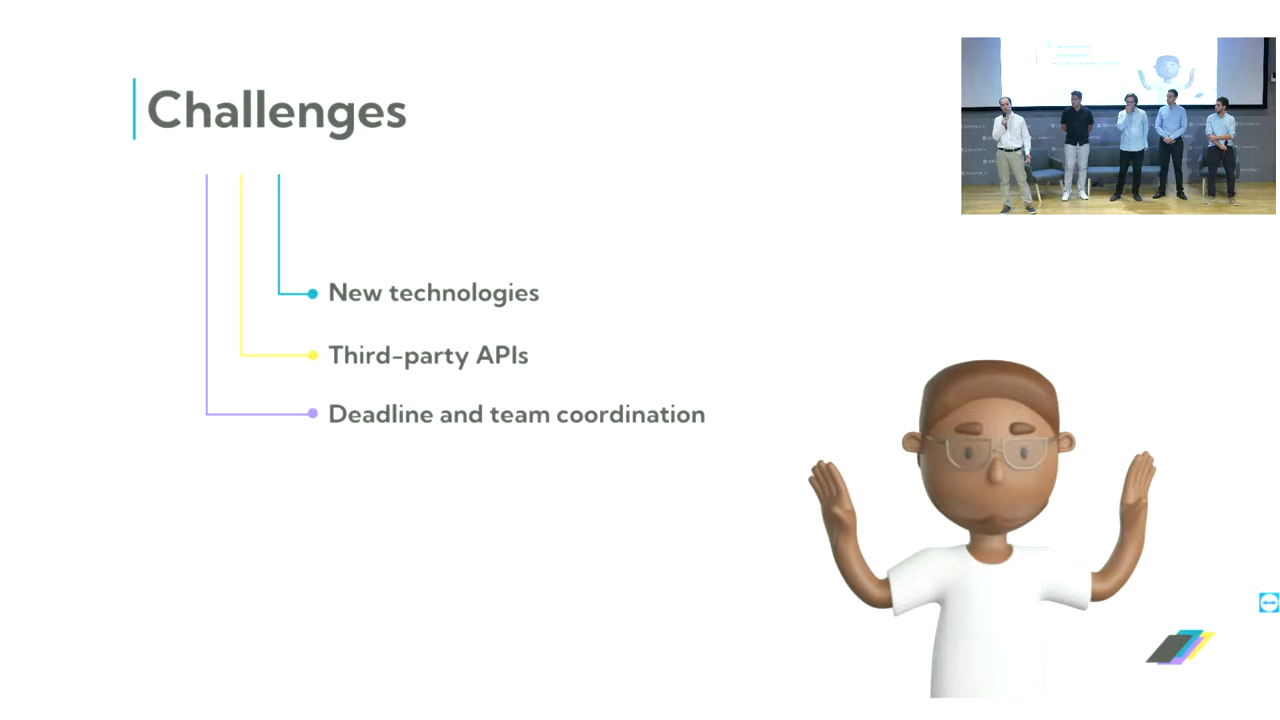 Challenges
New technologies
Third-party APIs
Deadline and team coordination